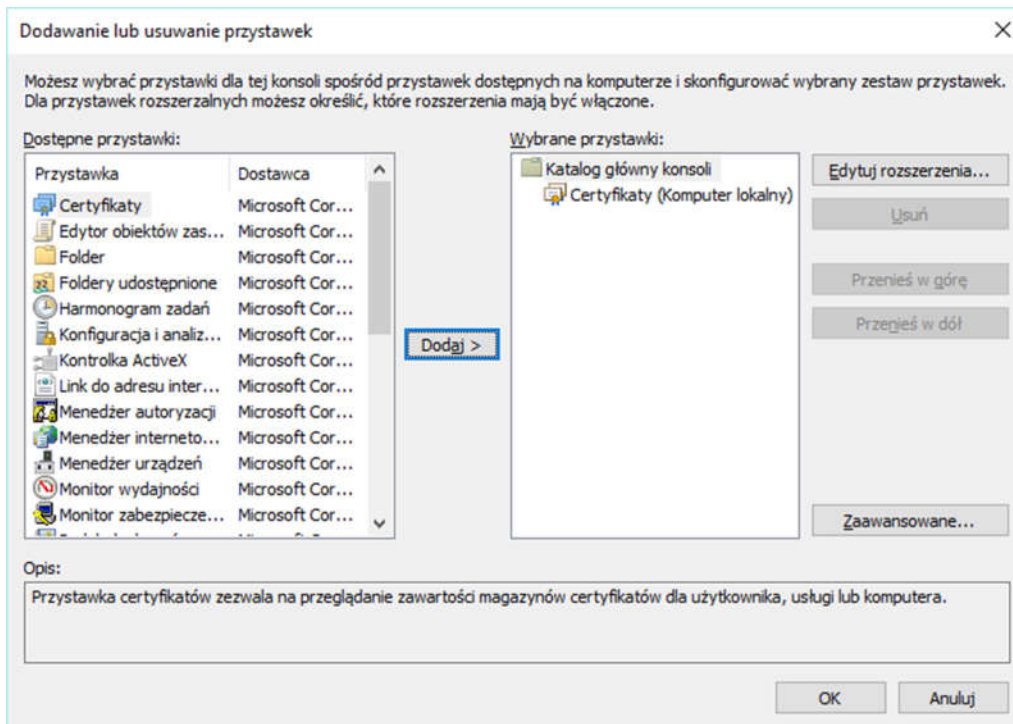 Dodawanie lub usuwanie przystawek
Możesz wybrać przystawki dla tej konsoli spośród przystawek dostępnych na komputerze i skonfigurować wybrany zestaw przystawek.
Dla przystawek rozszerzalnych możesz określić, które rozszerzenia mają być włączone.
Dostępne przystawki:
Przystawka Dostawca
Certyfikaty Microsoft Cor...
Edytor obiektów zas... Microsoft Cor...
Folder Microsoft Cor...
Foldery udostępnione Microsoft Cor...
Harmonogram zadań Microsoft Cor...
Konfiguracja i analiz... Microsoft Cor...
Kontrolka ActiveX Microsoft Cor...
Link do adresu inter... Microsoft Cor...
Menedżer autoryzacji Microsoft Cor...
Menedżer interneto... Microsoft Cor...
Menedżer urządzeń Microsoft Cor...
Monitor wydajności Microsoft Cor...
Monitor zabezpiecze... Microsoft Cor...
Dodaj >
Wybrane przystawki:
Katalog główny konsoli
Certyfikaty (Komputer lokalny)
Edytuj rozszerzenia...
Usuń
Przenieś w górę
Przenieś w dół
Zaawansowane...
Opis:
Przystawka certyfikatów zezwala na przeglądanie zawartości magazynów certyfikatów dla użytkownika, usługi lub komputera.
OK
Anuluj